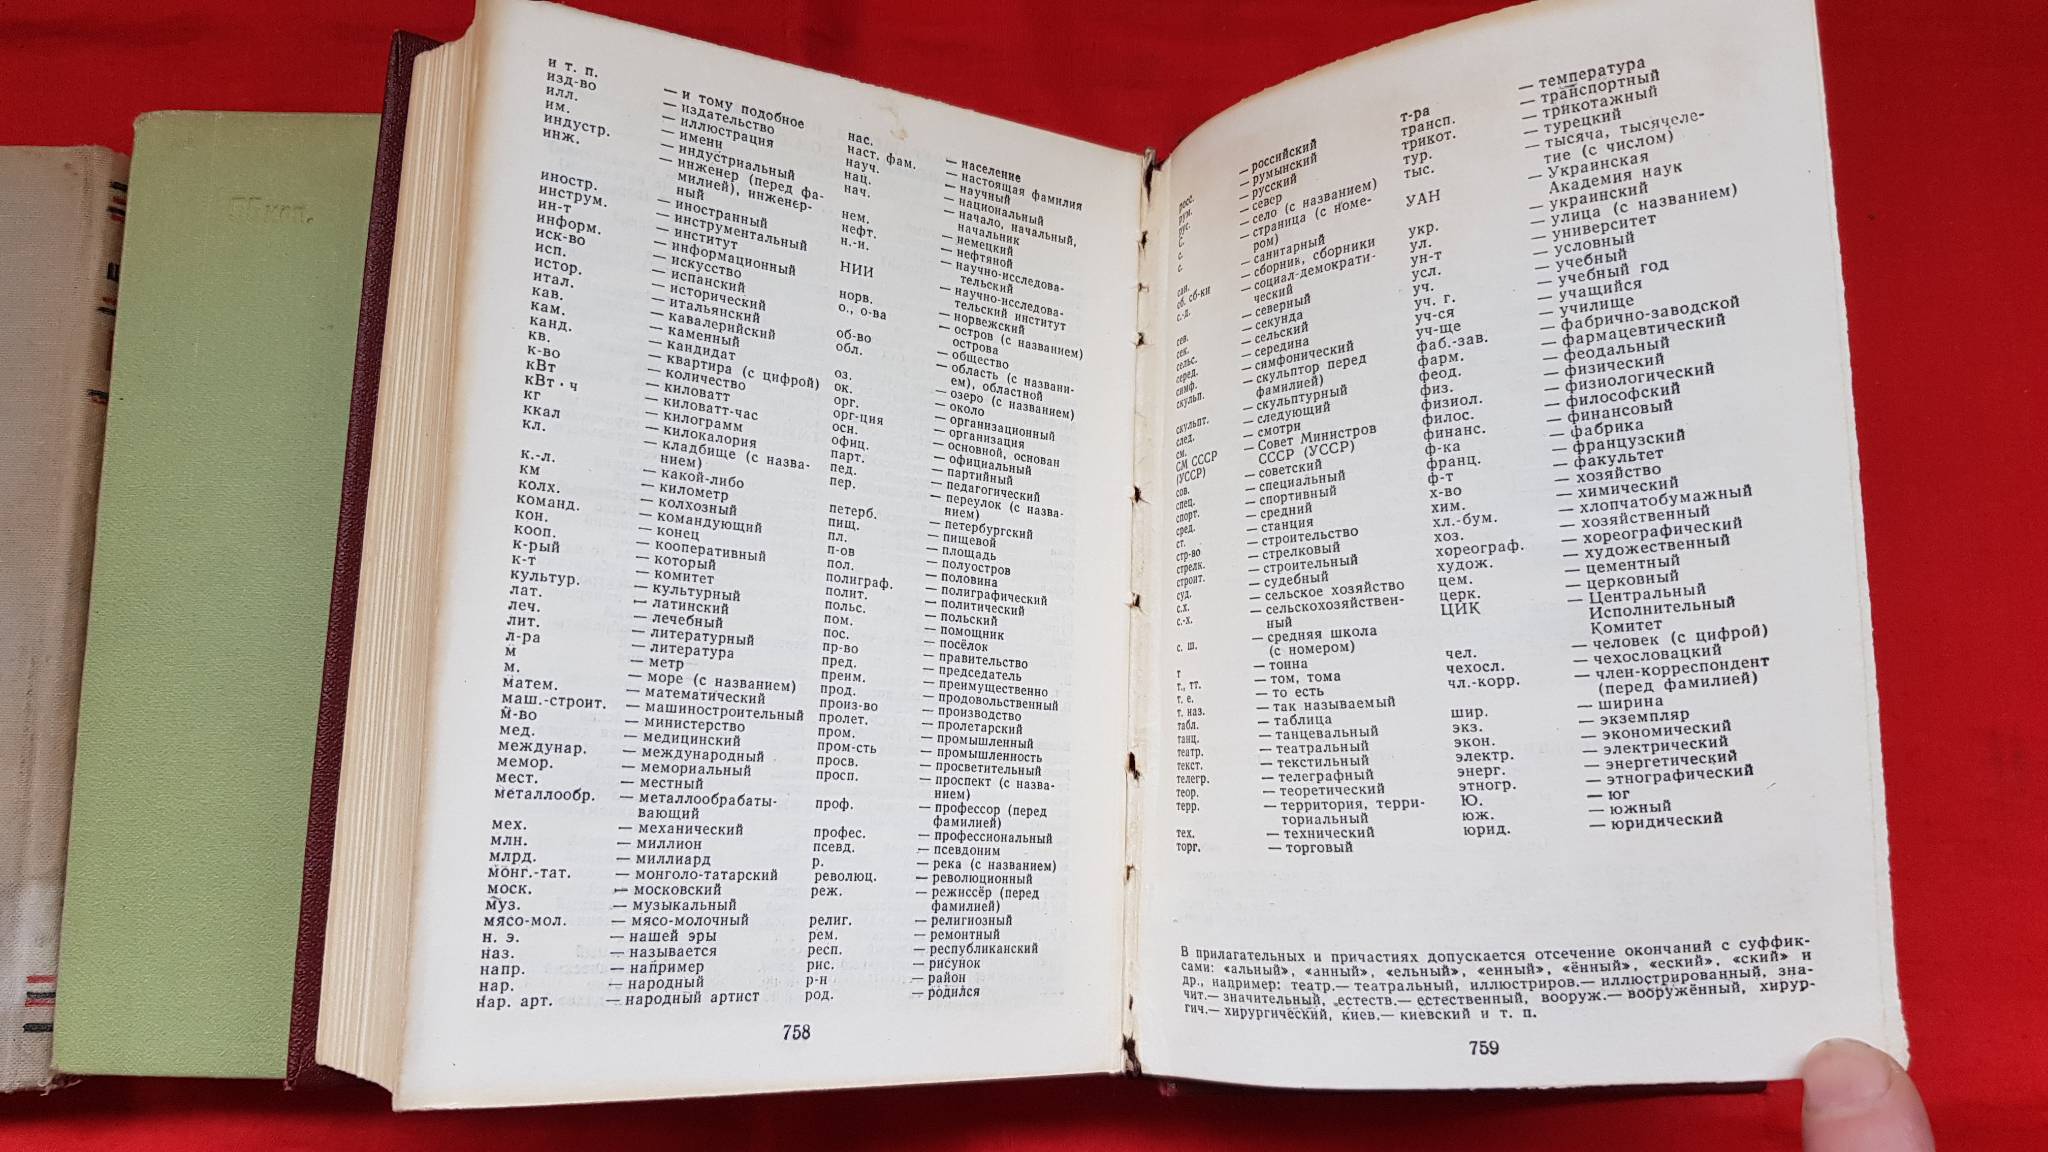 коп.
и т. п. — и тому подобное
изд-во — издательство
илл. — иллюстрация
им. — имени
индустр. — индустриальный
инж. — инженер (перед фа-
милией), инженер-
ный
иностр. — иностранный
инструм. — инструментальный
ин-т — институт
информ. — информационный
иск-во — искусство
исп. — испанский
истор. — исторический
итал. — итальянский
кав. — кавалерийский
кам. — каменный
канд. — кандидат
кв. — квартира (с цифрой)
к-во — количество
кВт — киловатт
кВт·ч — киловатт-час
кг — килограмм
ккал — килокалория
кл. — кладбище (с назва-
нием)
к.-л. — какой-либо
км — километр
колх. — колхозный
команд. — командующий
кон. — конец
кооп. — кооперативный
к-рый — который
к-т — комитет
культур. — культурный
лат. — латинский
леч. — лечебный
лит. — литературный
л-ра — литература
м — метр
м. — море (с названием)
матем. — математический
маш.-строит. — машиностроительный
м-во — министерство
мед. — медицинский
междунар. — международный
мемор. — мемориальный
мест. — местный
металлообр. — металлообрабаты-
вающий
мех. — механический
млн. — миллион
млрд. — миллиард
монг.-тат. — монголо-татарский
моск. — московский
муз. — музыкальный
мясо-мол. — мясо-молочный
н. э. — нашей эры
наз. — называется
напр. — например
нар. — народный
нар. арт. — народный артист
нас. — население
наст. фам. — настоящая фамилия
науч. — научный
нац. — национальный
нач. — начало, начальный,
начальник
нем. — немецкий
нефт. — нефтяной
н.-и. — научно-исследова-
тельский
НИИ — научно-исследова-
тельский институт
норв. — норвежский
о., о-ва — остров (с названием)
острова
об-во — общество
обл. — область (с названи-
ем), областной
оз. — озеро (с названием)
ок. — около
орг. — организационный
орг-ция — организация
осн. — основной, основан
офиц. — официальный
парт. — партийный
пед. — педагогический
пер. — переулок (с назва-
нием)
петерб. — петербургский
пищ. — пищевой
пл. — площадь
п-ов — полуостров
пол. — половина
полиграф. — полиграфический
полит. — политический
польс. — польский
пом. — помощник
пос. — посёлок
пр-во — правительство
пред. — председатель
преим. — преимущественно
прод. — продовольственный
произ-во — производство
пролет. — пролетарский
пром. — промышленный
пром-сть — промышленность
просв. — просветительный
просп. — проспект (с назва-
нием)
проф. — профессор (перед
фамилией)
профес. — профессиональный
псевд. — псевдоним
р. — река (с названием)
революц. — революционный
реж. — режиссёр (перед
фамилией)
религ. — религиозный
рем. — ремонтный
респ. — республиканский
рис. — рисунок
р-н — район
род. — родился
758
рос. — российский
рум. — румынский
рус. — русский
С. — север
с. — село (с названием)
с. — страница (с номе-
ром)
сан. — санитарный
сб. сб-ки — сборник, сборники
с.-д. — социал-демократи-
ческий
сев. — северный
сек. — секунда
сельс. — сельский
серед. — середина
симф. — симфонический
скульп. — скульптор перед
фамилией)
скульпт. — скульптурный
след. — следующий
см. — смотри
СМ СССР — Совет Министров
(УССР) СССР (УССР)
сов. — советский
спец. — специальный
спорт. — спортивный
сред. — средний
ст. — станция
стр-во — строительство
стрелк. — стрелковый
строит. — строительный
суд. — судебный
с.х. — сельское хозяйство
с.-х. — сельскохозяйствен-
ный
с. ш. — средняя школа
(с номером)
т — тонна
т., тт. — том, тома
т. е. — то есть
т. наз. — так называемый
табл. — таблица
танц. — танцевальный
театр. — театральный
текст. — текстильный
телегр. — телеграфный
теор. — теоретический
терр. — территория, терри-
ториальный
тех. — технический
торг. — торговый
т-ра — температура
трансп. — транспортный
трикот. — трикотажный
тур. — турецкий
тыс. — тысяча, тысячеле-
тие (с числом)
УАН — Украинская
Академия наук
укр. — украинский
ул. — улица (с названием)
ун-т — университет
усл. — условный
уч. — учебный
уч. г. — учебный год
уч-ся — учащийся
уч-ще — училище
фаб.-зав. — фабрично-заводской
фарм. — фармацевтический
феод. — феодальный
физ. — физический
физиол. — физиологический
филос. — философский
финанс. — финансовый
ф-ка — фабрика
франц. — французский
ф-т — факультет
х-во — хозяйство
хим. — химический
хл.-бум. — хлопчатобумажный
хоз. — хозяйственный
хореограф. — хореографический
худож. — художественный
цем. — цементный
церк. — церковный
ЦИК — Центральный
Исполнительный
Комитет
чел. — человек (с цифрой)
чехосл. — чехословацкий
чл.-корр. — член-корреспондент
(перед фамилией)
шир. — ширина
экз. — экземпляр
экон. — экономический
электр. — электрический
энерг. — энергетический
этногр. — этнографический
Ю. — юг
юж. — южный
юрид. — юридический
В прилагательных и причастиях допускается отсечение окончаний с суффик-
сами: «альный», «анный», «ельный», «енный», «ённый», «еский», «ский» и
др., например: театр.— театральный, иллюстриров.— иллюстрированный, зна-
чит.— значительный, естеств.— естественный, вооруж.— вооружённый, хирур-
гич.— хирургический, киев.— киевский и т. п.
759